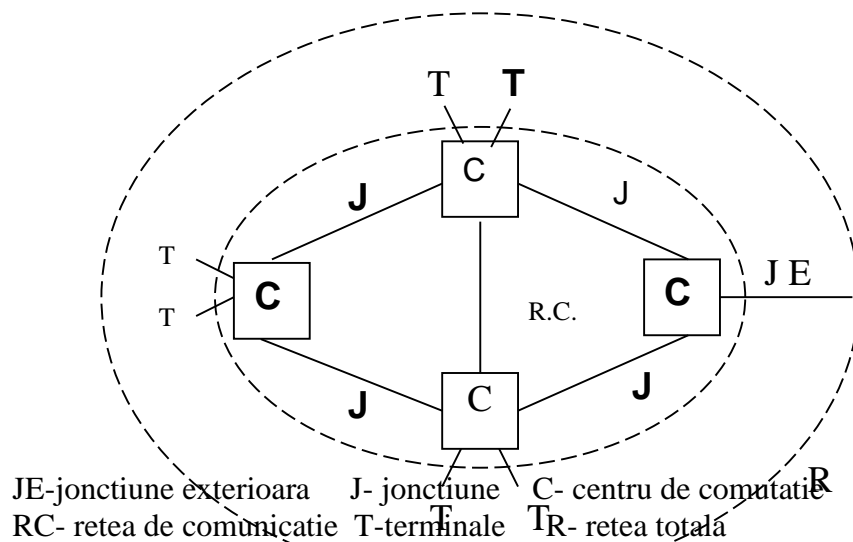 T T
C
J J
T
J E
C C
T R.C.
J C J
R
JE-jonctiune exterioara J- jonctiune C- centru de comutatie
T T
RC- retea de comunicatie T-terminale R- retea totala